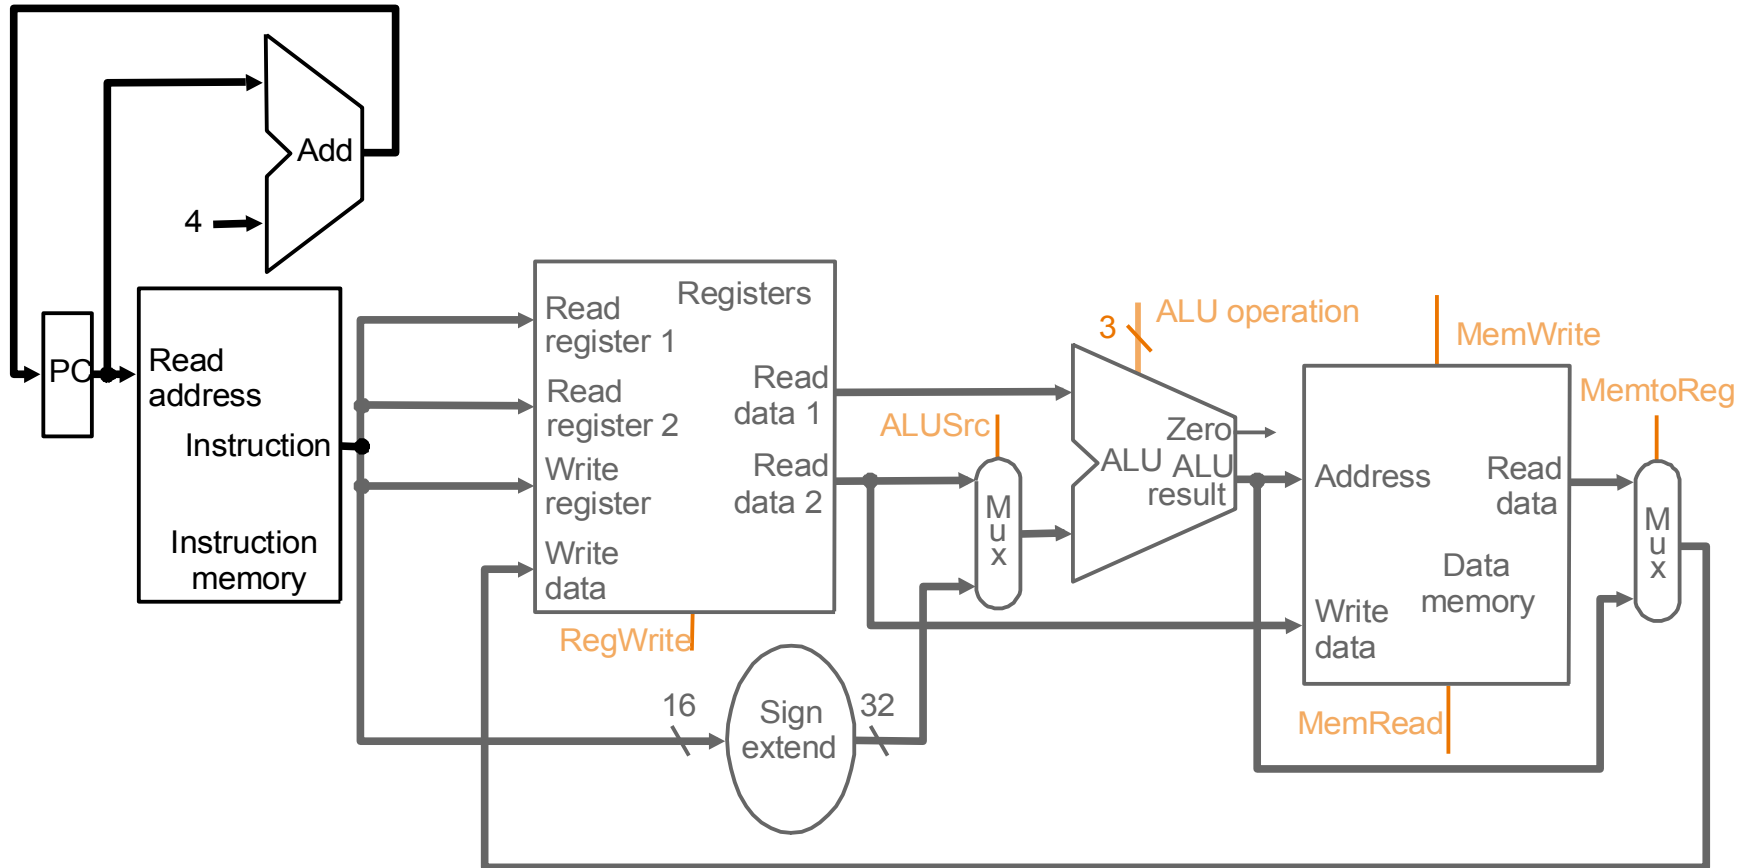 Add
4
PC
Read
address
Instruction
Instruction
memory
Registers
Read
register 1
Read
register 2
Write
register
Write
data
Read
data 1
Read
data 2
RegWrite
16
Sign
extend
32
ALUSrc
M
u
x
3
ALU operation
Zero
ALU
ALU
result
MemWrite
Address
Read
data
Data
memory
Write
data
MemRead
MemtoReg
M
u
x